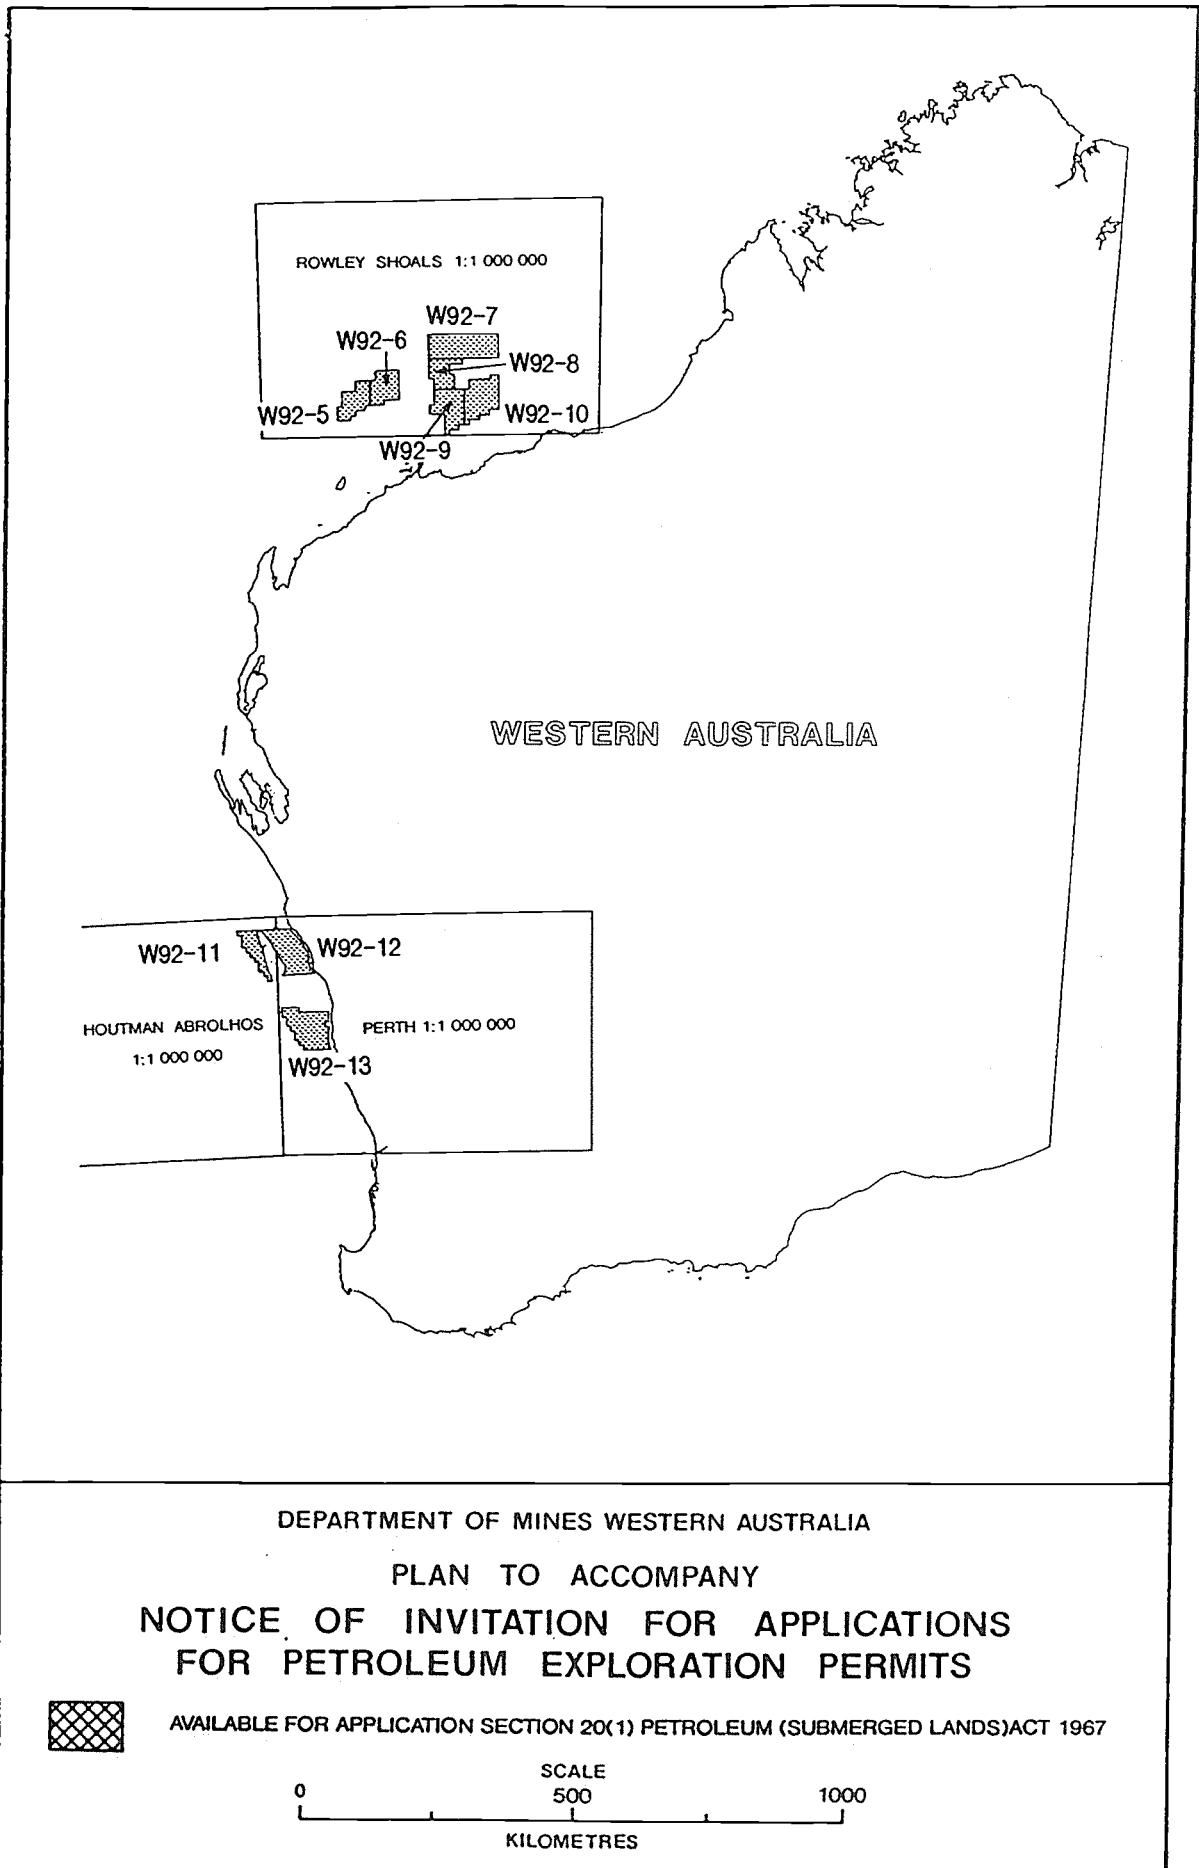 ROWLEY SHOALS 1:1 000 000
W92-7
W92-6
W92-8
W92-5
W92-10
W92-9
WESTERN AUSTRALIA
W92-11
W92-12
HOUTMAN ABROLHOS
1:1 000 000
PERTH 1:1 000 000
W92-13
DEPARTMENT OF MINES WESTERN AUSTRALIA
PLAN TO ACCOMPANY
NOTICE OF INVITATION FOR APPLICATIONS
FOR PETROLEUM EXPLORATION PERMITS
AVAILABLE FOR APPLICATION SECTION 20(1) PETROLEUM (SUBMERGED LANDS)ACT 1967
SCALE
0 500 1000
KILOMETRES